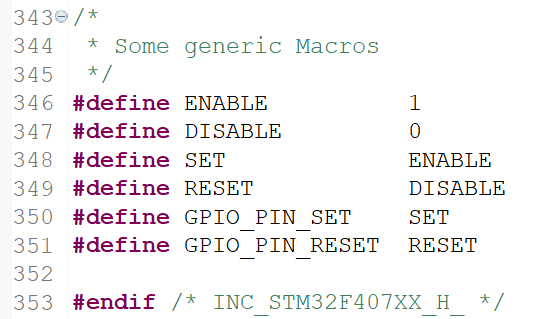 343 /*
344  * Some generic Macros
345  */
346 #define ENABLE          1
347 #define DISABLE         0
348 #define SET             ENABLE
349 #define RESET           DISABLE
350 #define GPIO_PIN_SET    SET
351 #define GPIO_PIN_RESET  RESET
352
353 #endif /* INC_STM32F407XX_H_ */